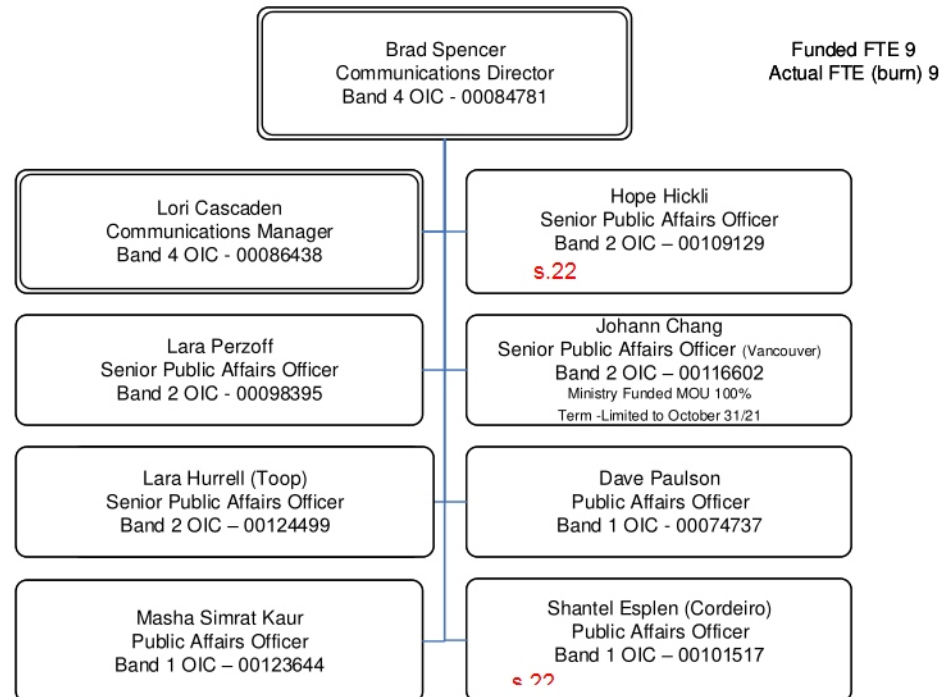 Brad Spencer
Communications Director
Band 4 OIC - 00084781
Funded FTE 9
Actual FTE (burn) 9
Lori Cascaden
Communications Manager
Band 4 OIC - 00086438
Hope Hickli
Senior Public Affairs Officer
Band 2 OIC – 00109129
s.22
Lara Perzoff
Senior Public Affairs Officer
Band 2 OIC - 00098395
Johann Chang
Senior Public Affairs Officer (Vancouver)
Band 2 OIC – 00116602
Ministry Funded MOU 100%
Term -Limited to October 31/21
Lara Hurrell (Toop)
Senior Public Affairs Officer
Band 2 OIC – 00124499
Dave Paulson
Public Affairs Officer
Band 1 OIC - 00074737
Masha Simrat Kaur
Public Affairs Officer
Band 1 OIC – 00123644
Shantel Esplen (Cordeiro)
Public Affairs Officer
Band 1 OIC – 00101517
s.22